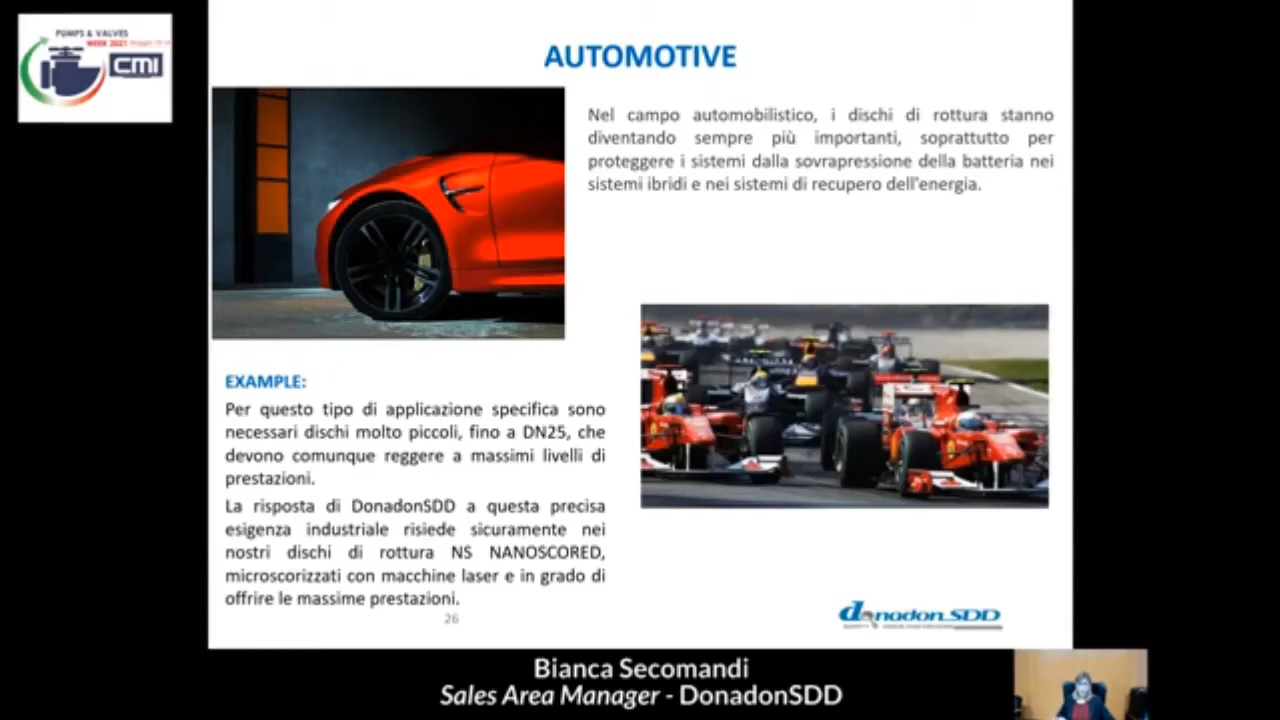 PUMPS & VALVES
WEEK 2021
CMI
AUTOMOTIVE
Nel campo automobilistico, i dischi di rottura stanno
diventando sempre più importanti, soprattutto per
proteggere i sistemi dalla sovrapressione della batteria nei
sistemi ibridi e nei sistemi di recupero dell'energia.
EXAMPLE:
Per questo tipo di applicazione specifica sono
necessari dischi molto piccoli, fino a DN25, che
devono comunque reggere a massimi livelli di
prestazioni.
La risposta di DonadonSDD a questa precisa
esigenza industriale risiede sicuramente nei
nostri dischi di rottura NS NANOSCORED,
microscorizzati con macchine laser e in grado di
offrire le massime prestazioni.
26
donadon SDD
Bianca Secomandi
Sales Area Manager - DonadonSDD